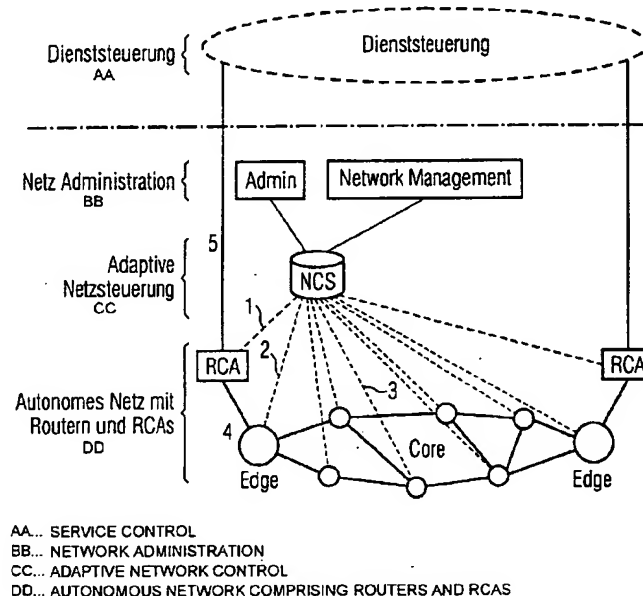 Dienststeuerung
AA
Dienststeuerung
Netz Administration
BB
Admin
Network Management
5
Adaptive
Netzsteuerung
CC
NCS
1
2
3
RCA
RCA
Autonomes Netz mit
Routern und RCAs
DD
4
Core
Edge
Edge
AA... SERVICE CONTROL
BB... NETWORK ADMINISTRATION
CC... ADAPTIVE NETWORK CONTROL
DD... AUTONOMOUS NETWORK COMPRISING ROUTERS AND RCAS